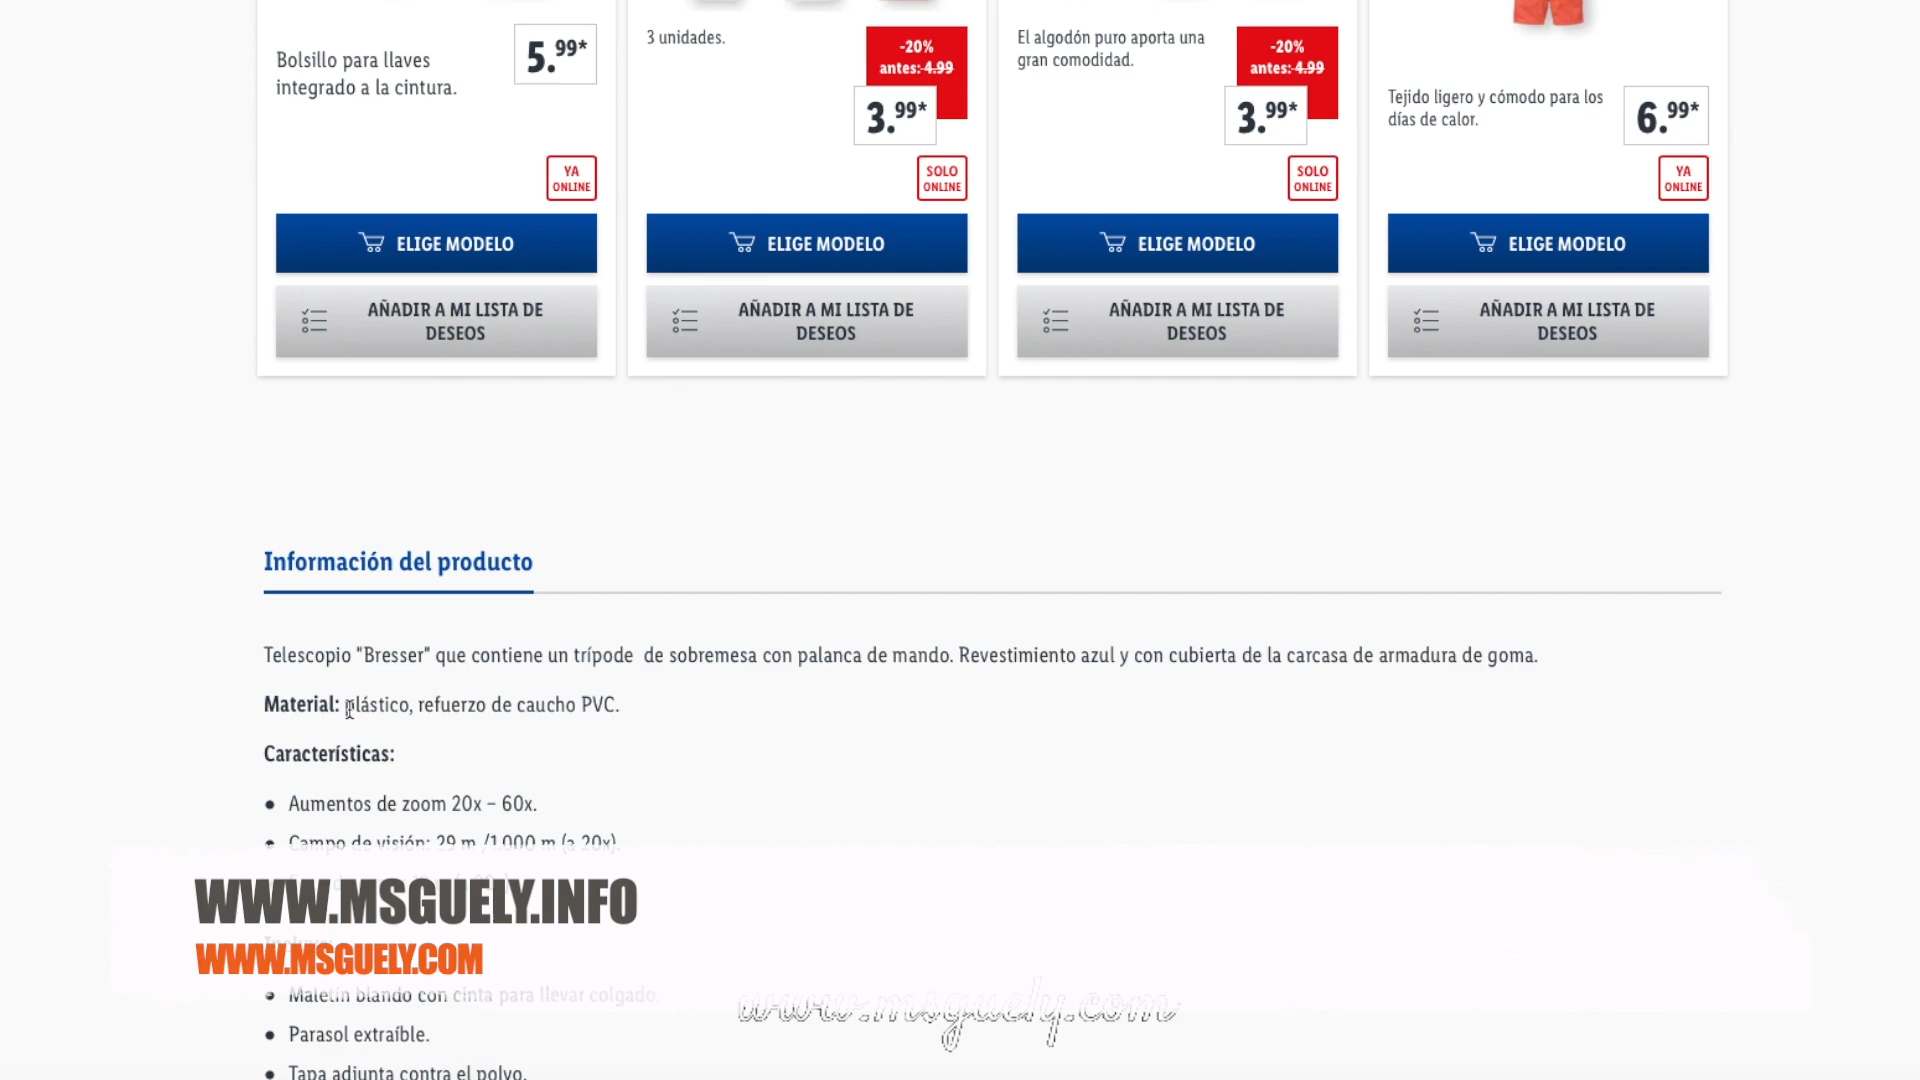 Bolsillo para llaves
integrado a la cintura.
5.99*
YA
ONLINE
ELIGE MODELO
AÑADIR A MI LISTA DE
DESEOS
3 unidades.
-20%
antes: 4.99
3.99*
SOLO
ONLINE
ELIGE MODELO
AÑADIR A MI LISTA DE
DESEOS
El algodón puro aporta una
gran comodidad.
-20%
antes: 4.99
3.99*
SOLO
ONLINE
ELIGE MODELO
AÑADIR A MI LISTA DE
DESEOS
Tejido ligero y cómodo para los
días de calor.
6.99*
YA
ONLINE
ELIGE MODELO
AÑADIR A MI LISTA DE
DESEOS
Información del producto
Telescopio "Bresser" que contiene un trípode de sobremesa con palanca de mando. Revestimiento azul y con cubierta de la carcasa de armadura de goma.
Material: plástico, refuerzo de caucho PVC.
Características:
• Aumentos de zoom 20x – 60x.
• Campo de visión: 29 m /1.000 m (a 20x).
WWW.MSGUELY.INFO
WWW.MSGUELY.COM
• Maletín blando con cinta para llevar colgado.
www.msguely.com
• Parasol extraíble.
• Tapa adjunta contra el polvo.